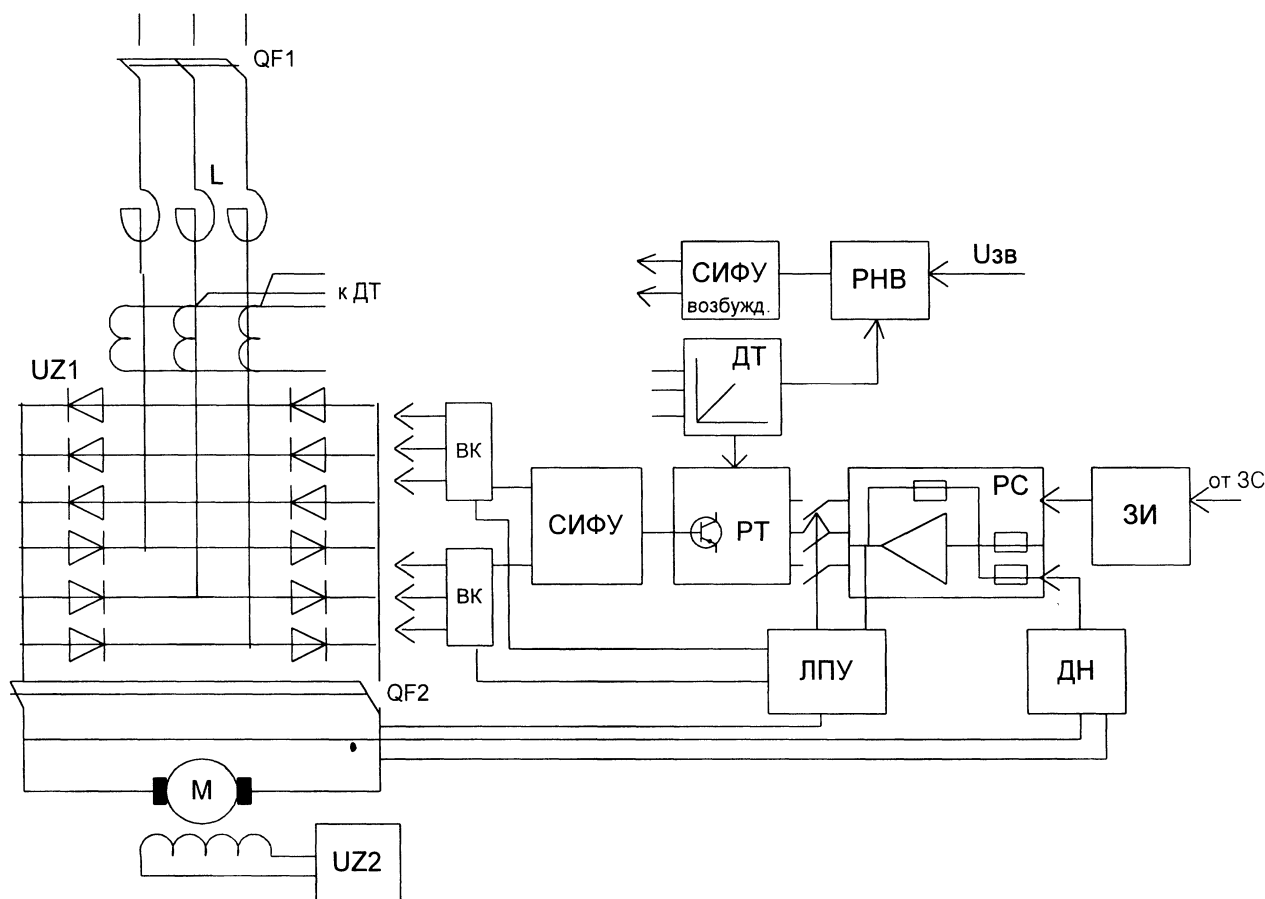 QF1
L
Uзв
СИФУ
возбужд.
РНВ
к ДТ
ДТ
UZ1
ВК
СИФУ
РТ
РС
ЗИ
от ЗС
ВК
ЛПУ
ДН
QF2
М
UZ2